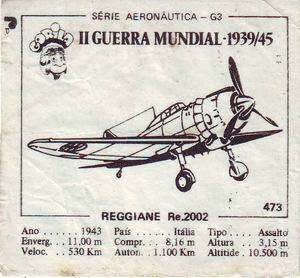 SÉRIE AERONÁUTICA - G3
II GUERRA MUNDIAL - 1939/45
473
REGGIANE Re.2002
Ano ...... 1943 País ..... Itália Tipo .... Assalto
Enverg... 11,00 m Compr... 8,16 m Altura ... 3,15 m
Veloc. .. 530 Km Auton. 1.100 Km Altitide . 10.500 m